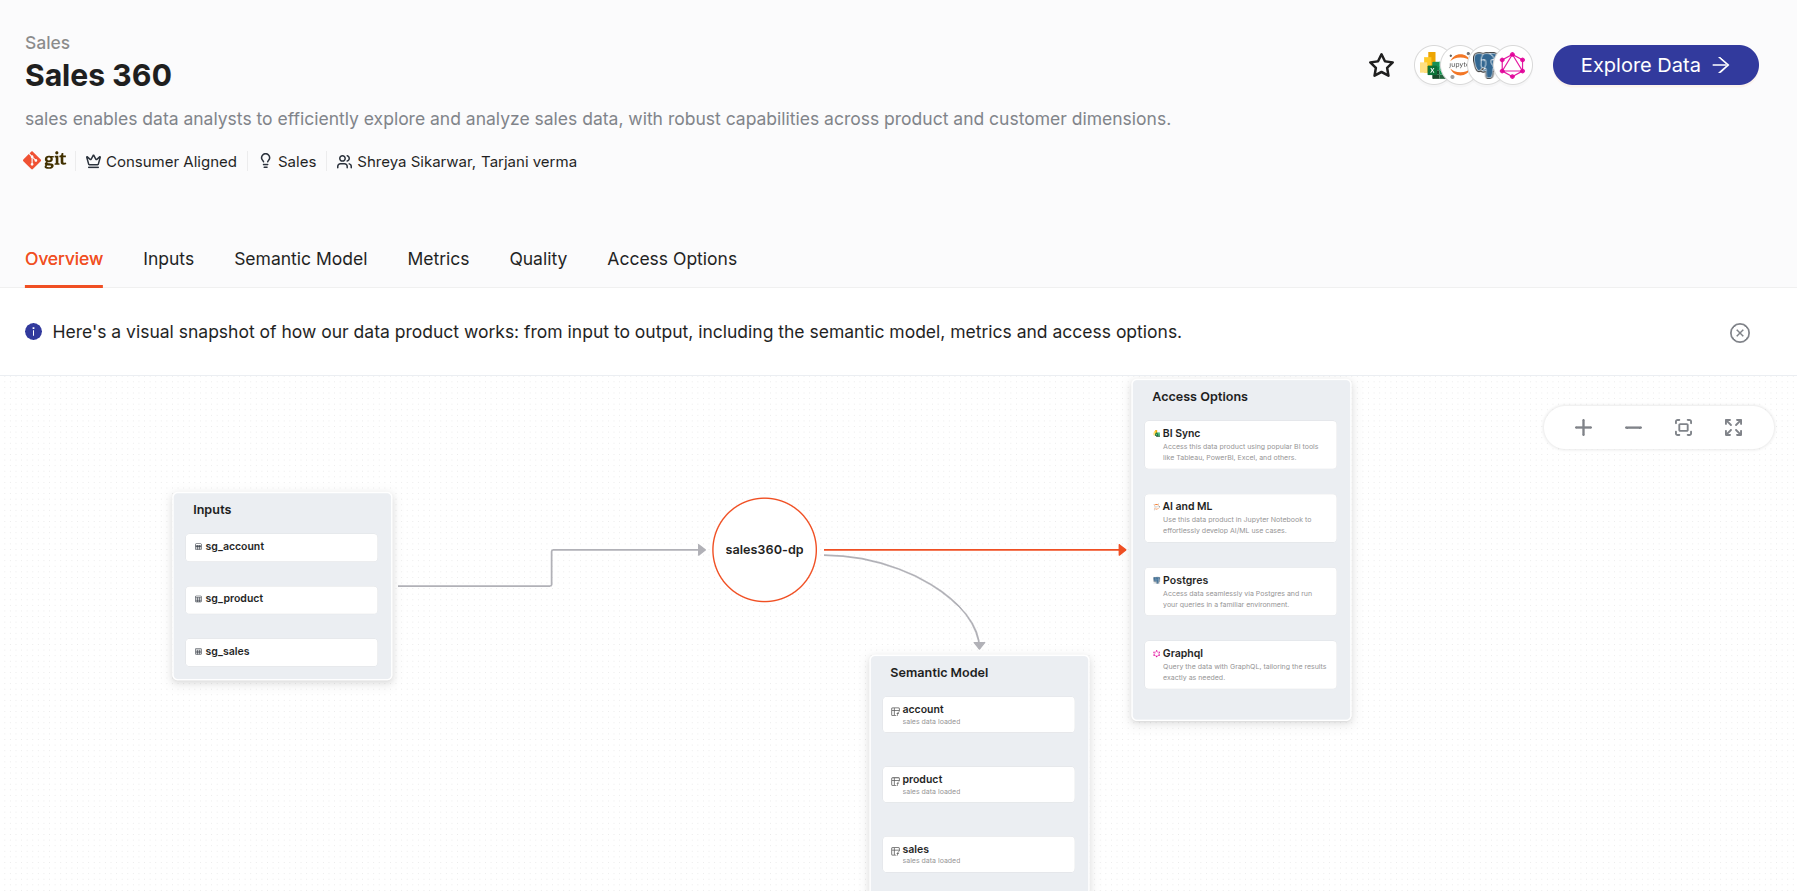 Sales
Sales 360
sales enables data analysts to efficiently explore and analyze sales data, with robust capabilities across product and customer dimensions.
git Consumer Aligned Sales Shreya Sikarwar, Tarjani verma
jupyte
Explore Data
Overview Inputs Semantic Model Metrics Quality Access Options
Here's a visual snapshot of how our data product works: from input to output, including the semantic model, metrics and access options.
Inputs
sg_account
sg_product
sg_sales
sales360-dp
Access Options
BI Sync
Access this data product using popular BI tools
like Tableau, PowerBI, Excel, and others.
AI and ML
Use this data product in Jupyter Notebook to
effortlessly develop AI/ML use cases.
Postgres
Access data seamlessly via Postgres and run
your queries in a familiar environment.
Graphql
Query the data with GraphQL, tailoring the results
exactly as needed.
Semantic Model
account
sales data loaded
product
sales data loaded
sales
sales data loaded